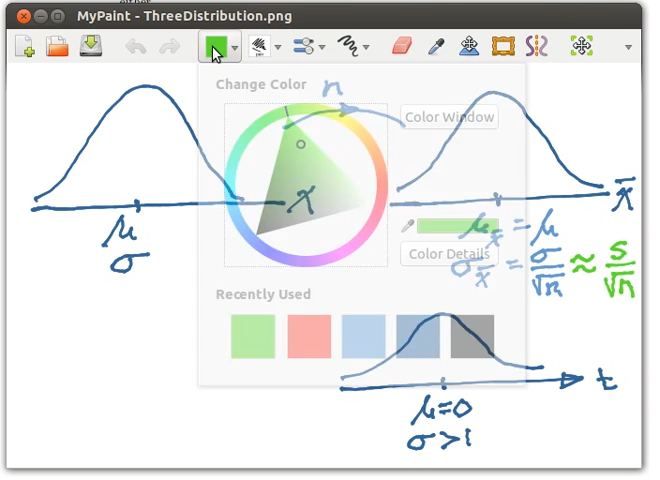 MyPaint - ThreeDistribution.png
Change Color
n
Color Window
x
x̄
μ
σ
μx̄ = μ
Color Details
σx̄ = σ/√n ≈ s/√n
Recently Used
t
μ=0
σ>1